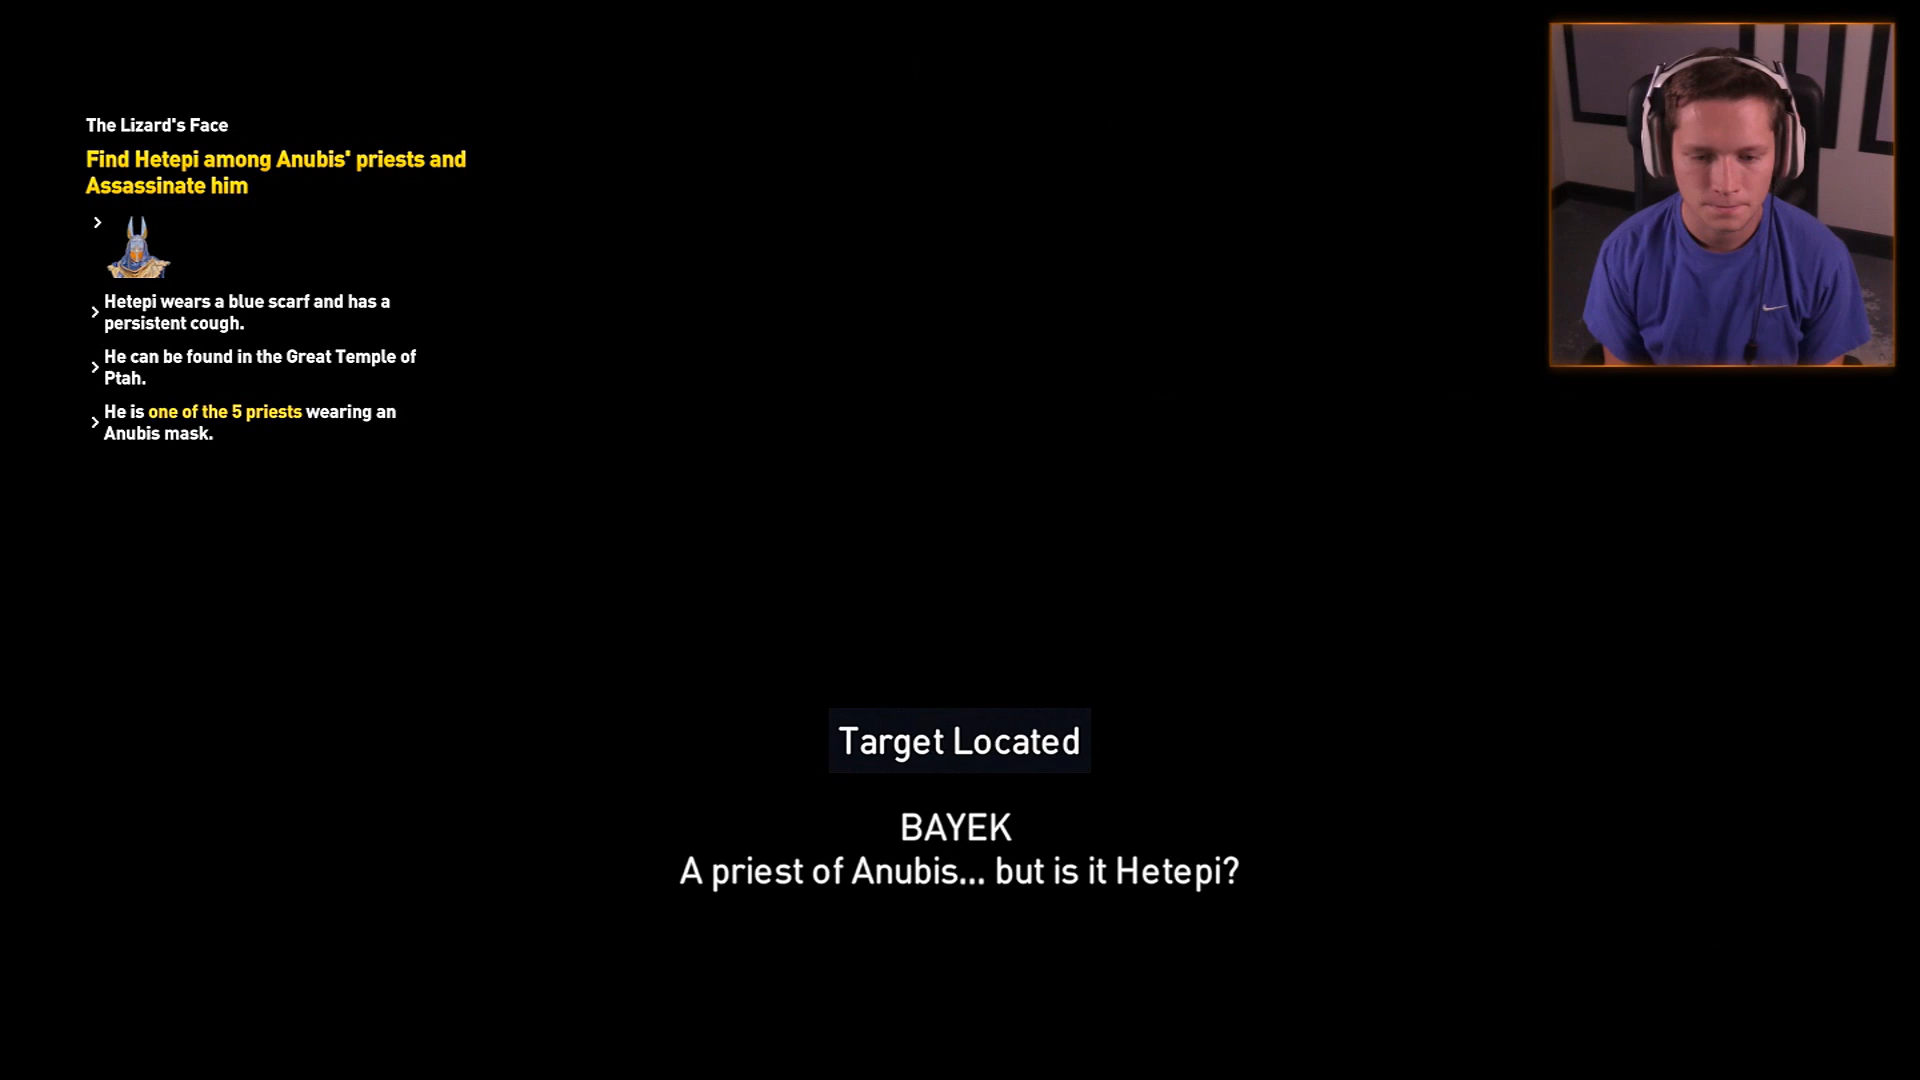 The Lizard's Face
Find Hetepi among Anubis' priests and
Assassinate him
Hetepi wears a blue scarf and has a
persistent cough.
He can be found in the Great Temple of
Ptah.
He is one of the 5 priests wearing an
Anubis mask.
Target Located
BAYEK
A priest of Anubis... but is it Hetepi?